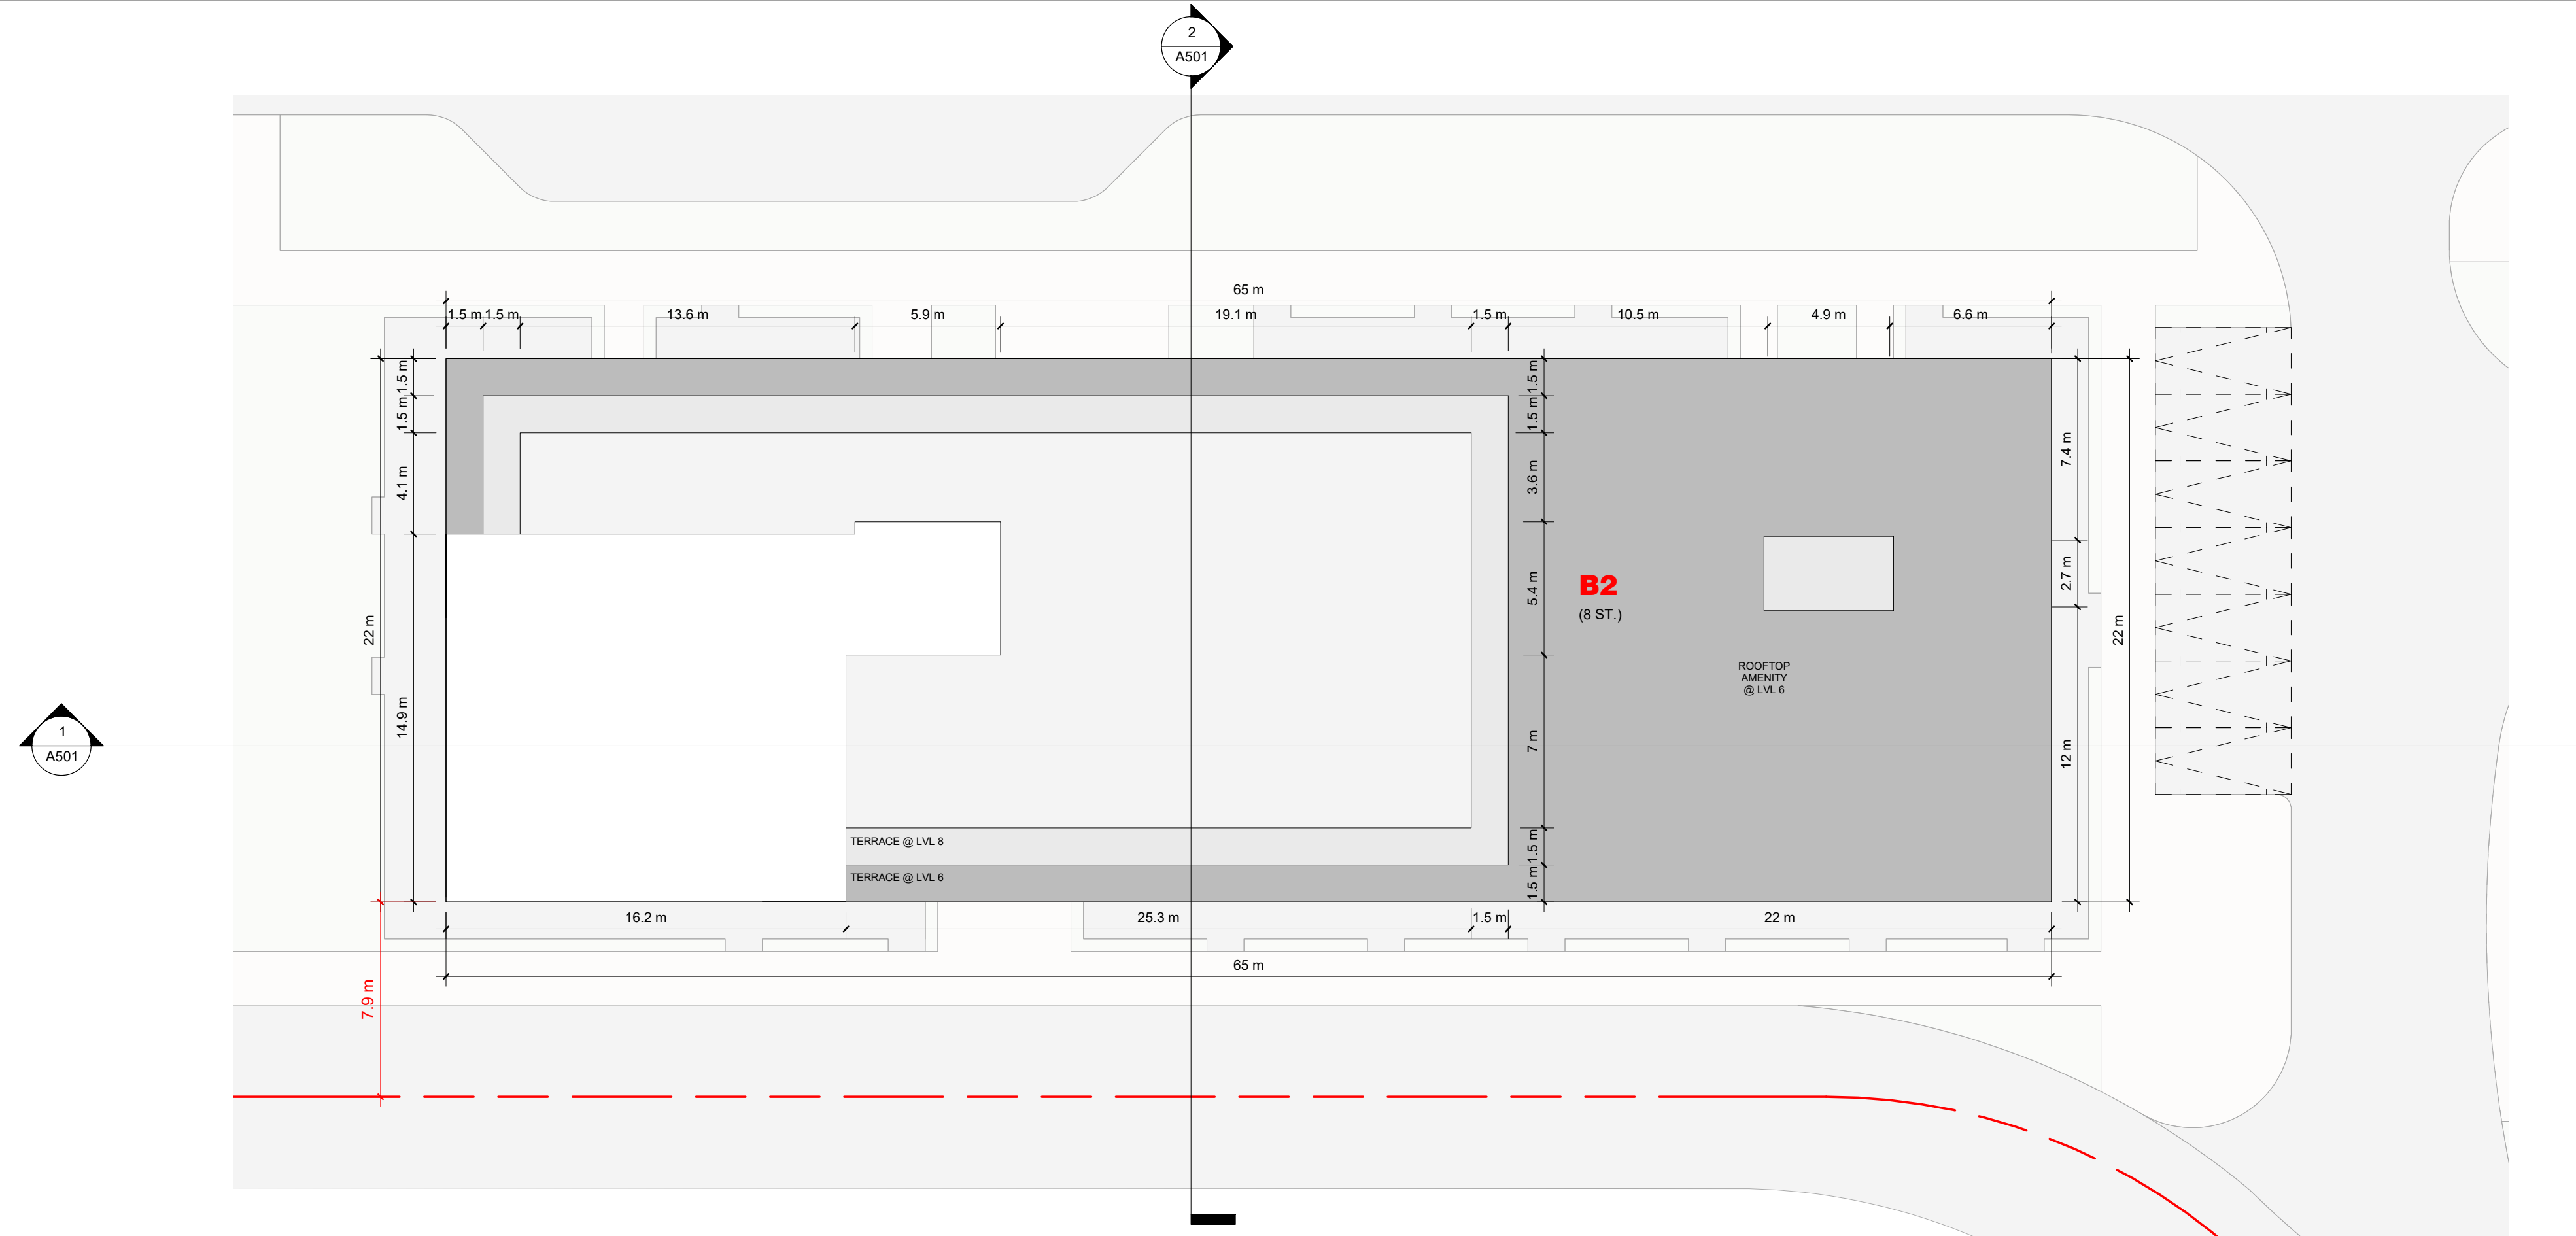 2
A501
65 m
1.5 m 1.5 m 13.6 m 5.9 m 19.1 m 1.5 m 10.5 m 4.9 m 6.6 m
1.5 m
1.5 m
4.1 m
14.9 m
22 m
7.9 m
1.5 m
1.5 m
3.6 m
5.4 m
7 m
1.5 m
1.5 m
B2
(8 ST.)
ROOFTOP
AMENITY
@ LVL 6
7.4 m
2.7 m
12 m
22 m
1
A501
TERRACE @ LVL 8
TERRACE @ LVL 6
16.2 m 25.3 m 1.5 m 22 m
65 m